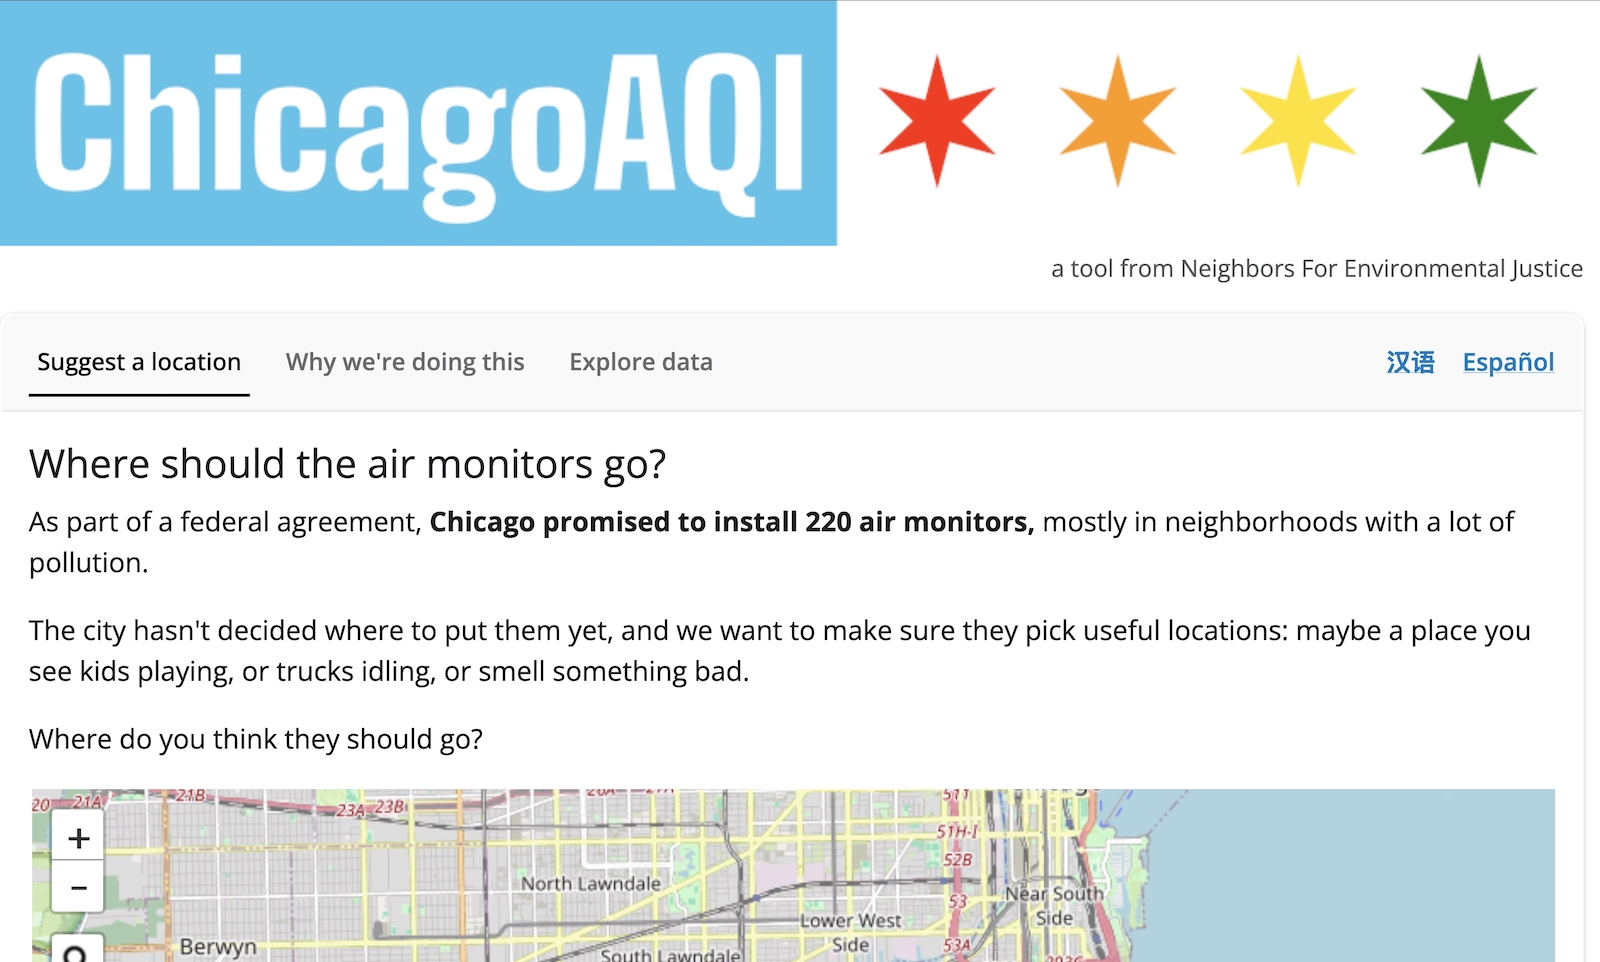 ChicagoAQI
a tool from Neighbors For Environmental Justice
Suggest a location Why we're doing this Explore data 汉语 Español
Where should the air monitors go?
As part of a federal agreement, Chicago promised to install 220 air monitors, mostly in neighborhoods with a lot of
pollution.
The city hasn't decided where to put them yet, and we want to make sure they pick useful locations: maybe a place you
see kids playing, or trucks idling, or smell something bad.
Where do you think they should go?
20 21A 21B 23A 23B 511
+
51H-I
52B
−
North Lawndale
53
Near South
Side
Lower West
Side
53A
Berwyn
South Lawndale